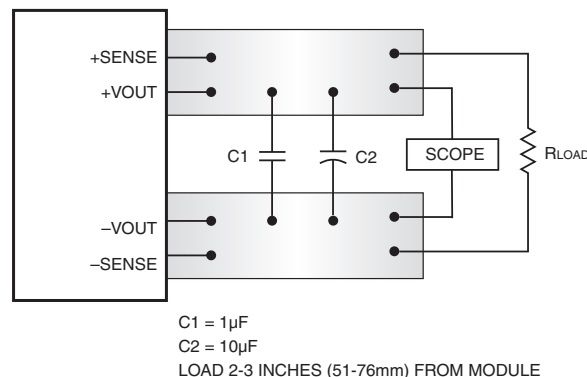 +SENSE
+VOUT
C1
C2
SCOPE
RLOAD
−VOUT
−SENSE
C1 = 1µF
C2 = 10µF
LOAD 2-3 INCHES (51-76mm) FROM MODULE